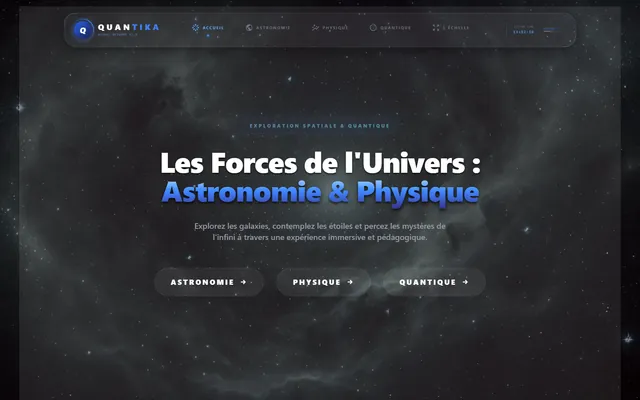 Q QUANTIKA
ACCUEIL
ASTRONOMIE
PHYSIQUE
QUANTIQUE
L'ÉCHELLE
EXPLORATION SPATIALE & QUANTIQUE
Les Forces de l'Univers :
Astronomie & Physique
Explorez les galaxies, contemplez les étoiles et percez les mystères de
l'infini à travers une expérience immersive et pédagogique.
ASTRONOMIE →
PHYSIQUE →
QUANTIQUE →